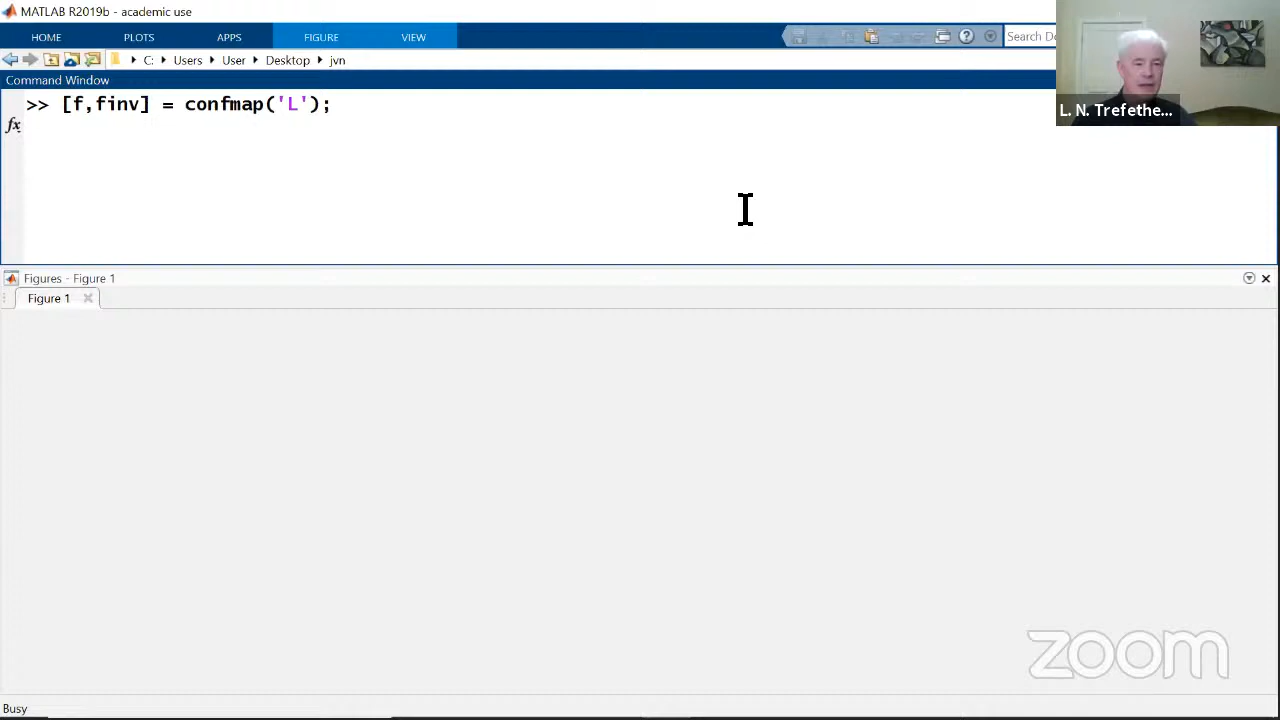 MATLAB R2019b - academic use
HOME PLOTS APPS FIGURE VIEW Search Do
C: Users User Desktop jvn
Command Window
>> [f,finv] = confmap('L');
fx
L. N. Trefethe...
Figures - Figure 1
Figure 1
zoom
Busy